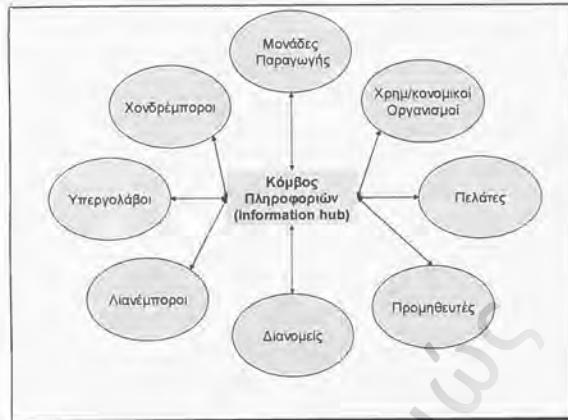 Μονάδες
Παραγωγής
Χονδρέμποροι
Χρημ/κονομικοί
Οργανισμοί
Υπεργολάβοι
Κόμβος
Πληροφοριών
(Information hub)
Πελάτες
Λιανέμποροι
Διανομείς
Προμηθευτές